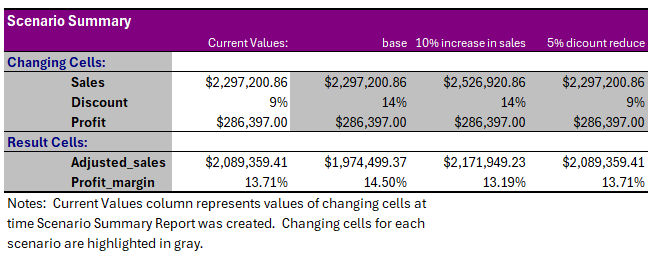 Scenario Summary
Current Values: base 10% increase in sales 5% dicount reduce
Changing Cells:
Sales $2,297,200.86 $2,297,200.86 $2,526,920.86 $2,297,200.86
Discount 9% 14% 14% 9%
Profit $286,397.00 $286,397.00 $286,397.00 $286,397.00
Result Cells:
Adjusted_sales $2,089,359.41 $1,974,499.37 $2,171,949.23 $2,089,359.41
Profit_margin 13.71% 14.50% 13.19% 13.71%
Notes: Current Values column represents values of changing cells at
time Scenario Summary Report was created. Changing cells for each
scenario are highlighted in gray.